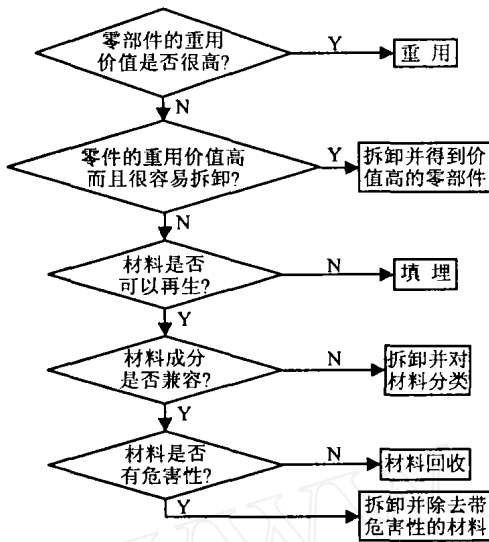 零部件的重用
价值是否很高?
Y
重 用
N
零件的重用价值高
而且很容易拆卸?
Y
拆卸并得到价
值高的零部件
N
材料是否
可以再生?
N
填 埋
Y
材料成分
是否兼容?
N
拆卸并对
材料分类
Y
材料是否
有危害性?
N
材料回收
Y
拆卸并除去带
危害性的材料